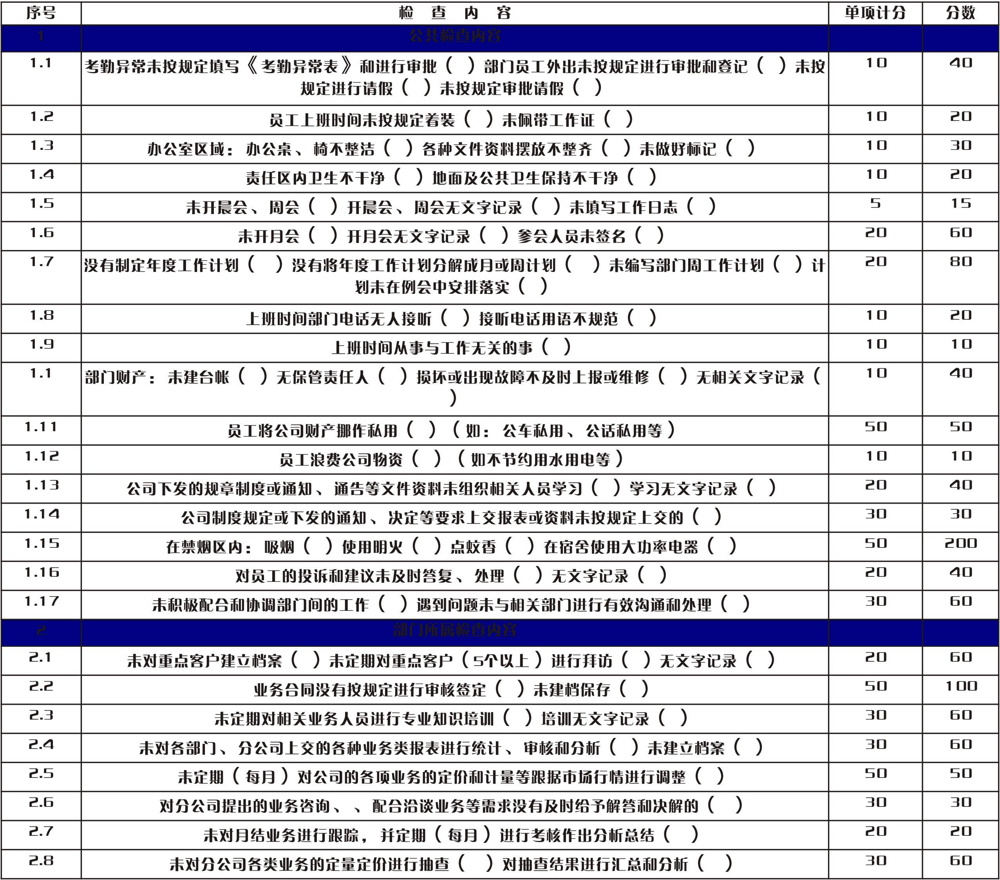 序号 检 查 内 容 单项计分 分数
1 公共检查内容
1.1 考勤异常未按规定填写《考勤异常表》和进行审批（ ）部门员工外出未按规定进行审批和登记（ ）未按 10 40
规定进行请假（ ）未按规定审批请假（ ）
1.2 员工上班时间未按规定着装（ ）未佩带工作证（ ） 10 20
1.3 办公室区域：办公桌、椅不整洁（ ）各种文件资料摆放不整齐（ ）未做好标记（ ） 10 30
1.4 责任区内卫生不干净（ ）地面及公共卫生保持不干净（ ） 10 20
1.5 未开晨会、周会（ ）开晨会、周会无文字记录（ ）未填写工作日志（ ） 5 15
1.6 未开月会（ ）开月会无文字记录（ ）参会人员未签名（ ） 20 60
1.7 没有制定年度工作计划（ ）没有将年度工作计划分解成月或周计划（ ）未编写部门周工作计划（ ）计 20 80
划未在例会中安排落实（ ）
1.8 上班时间部门电话无人接听（ ）接听电话用语不规范（ ） 10 20
1.9 上班时间从事与工作无关的事（ ） 10 10
1.1 部门财产：未建台帐（ ）无保管责任人（ ）损坏或出现故障不及时上报或维修（ ）无相关文字记录（ 10 40
）
1.11 员工将公司财产挪作私用（ ）（如：公车私用、公话私用等） 50 50
1.12 员工浪费公司物资（ ）（如不节约用水用电等） 10 10
1.13 公司下发的规章制度或通知、通告等文件资料未组织相关人员学习（ ）学习无文字记录（ ） 20 40
1.14 公司制度规定或下发的通知、决定等要求上交报表或资料未按规定上交的（ ） 30 30
1.15 在禁烟区内：吸烟（ ）使用明火（ ）点蚊香（ ）在宿舍使用大功率电器（ ） 50 200
1.16 对员工的投诉和建议未及时答复、处理（ ）无文字记录（ ） 20 40
1.17 未积极配合和协调部门间的工作（ ）遇到问题未与相关部门进行有效沟通和处理（ ） 30 60
2 部门所属检查内容
2.1 未对重点客户建立档案（ ）未定期对重点客户（5个以上）进行拜访（ ）无文字记录（ ） 20 60
2.2 业务合同没有按规定进行审核签定（ ）未建档保存（ ） 50 100
2.3 未定期对相关业务人员进行专业知识培训（ ）培训无文字记录（ ） 30 60
2.4 未对各部门、分公司上交的各种业务类报表进行统计、审核和分析（ ）未建立档案（ ） 30 60
2.5 未定期（每月）对公司的各项业务的定价和计量等跟据市场行情进行调整（ ） 50 50
2.6 对分公司提出的业务咨询、、配合洽谈业务等需求没有及时给予解答和决解的（ ） 30 30
2.7 未对月结业务进行跟踪，并定期（每月）进行考核作出分析总结（ ） 20 20
2.8 未对分公司各类业务的定量定价进行抽查（ ）对抽查结果进行汇总和分析（ ） 30 60